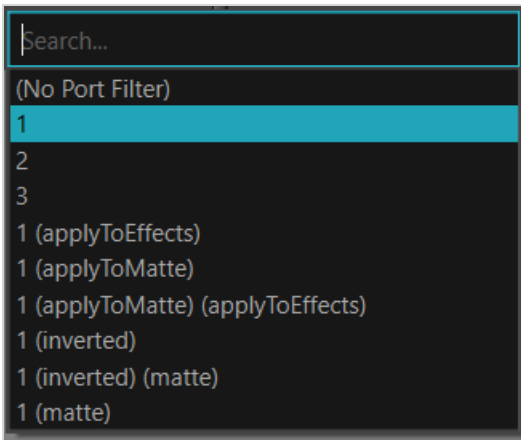 Search...
(No Port Filter)
1
2
3
1 (applyToEffects)
1 (applyToMatte)
1 (applyToMatte) (applyToEffects)
1 (inverted)
1 (inverted) (matte)
1 (matte)